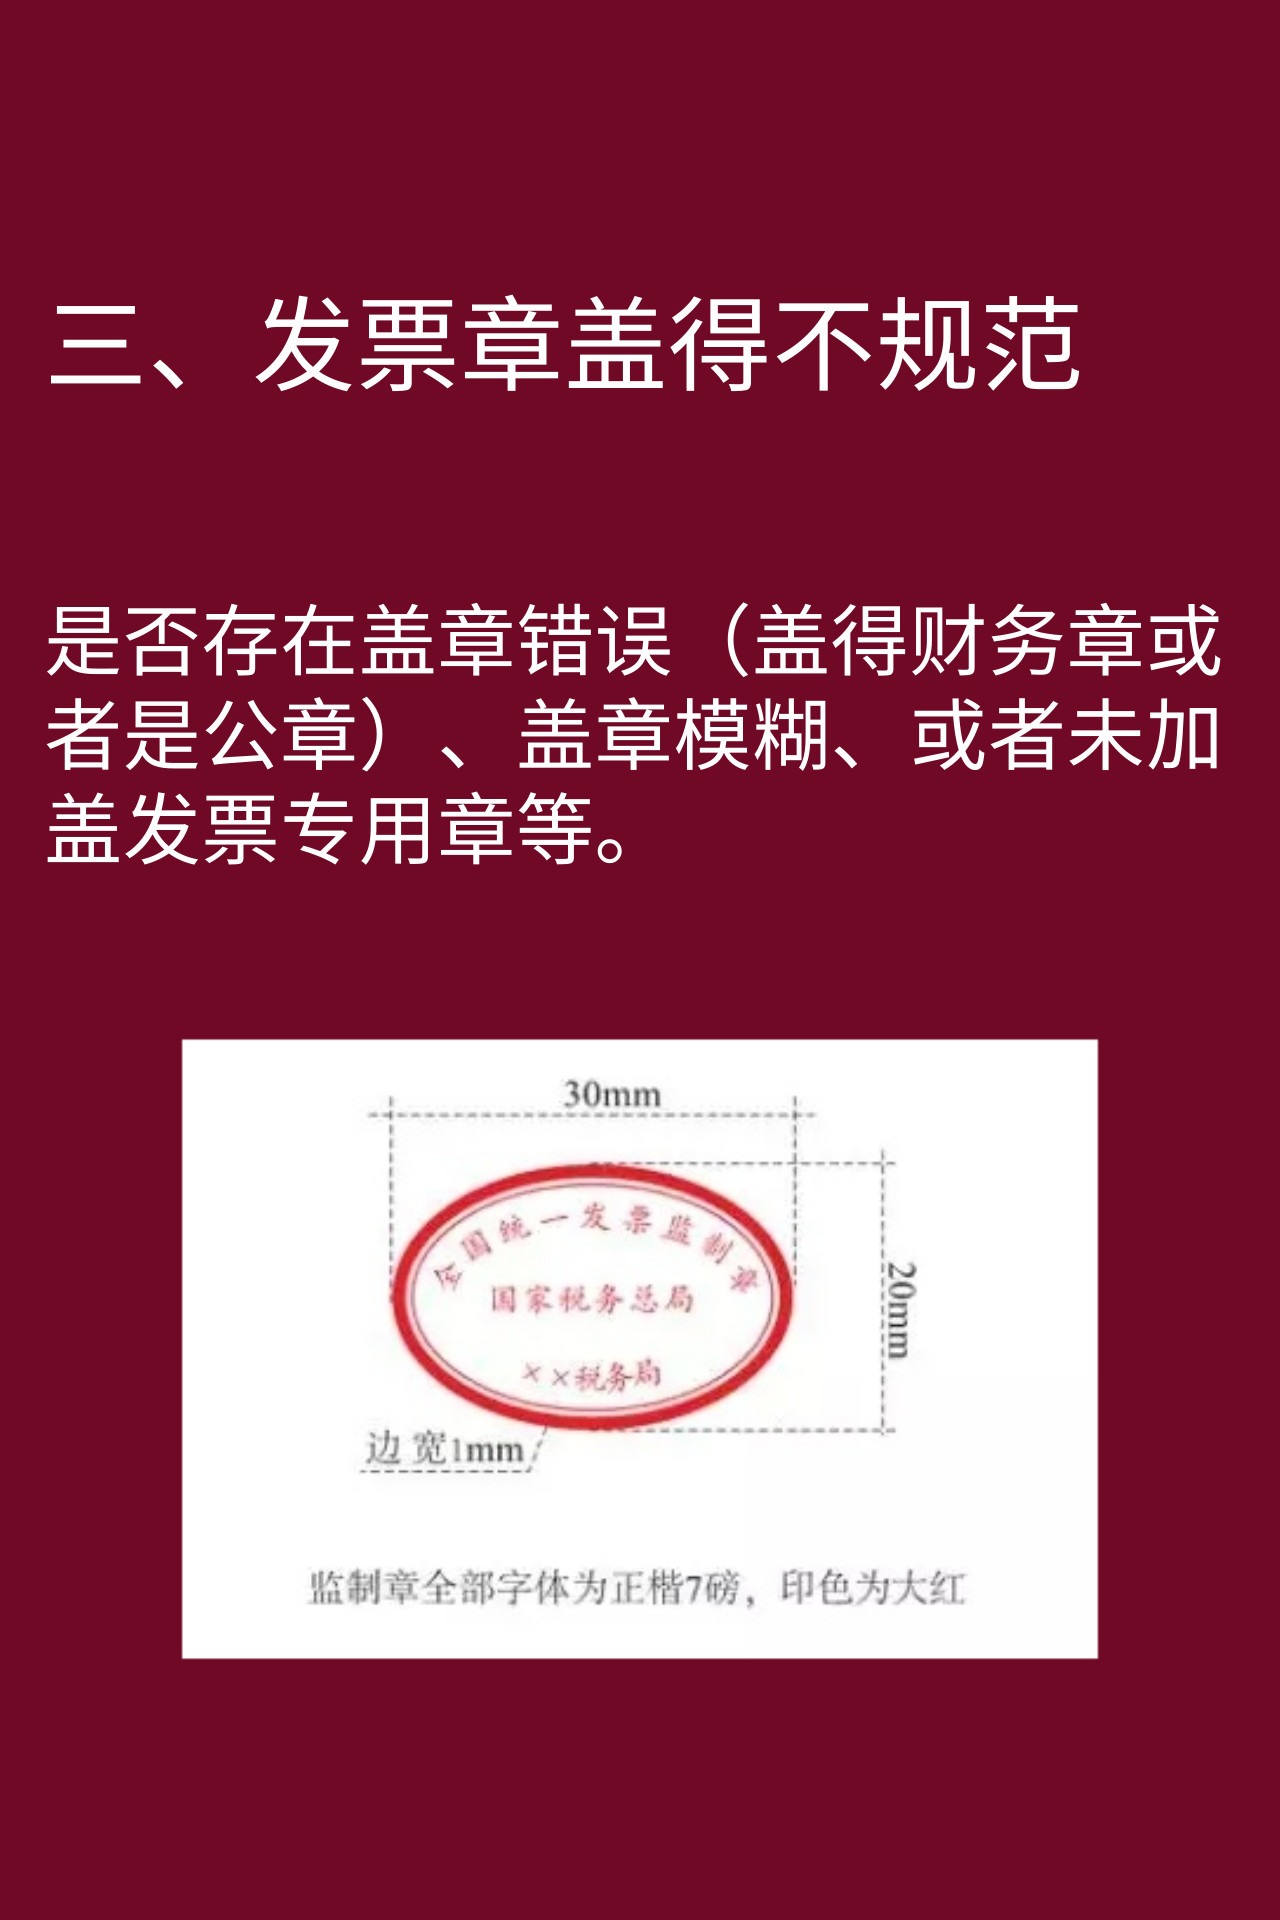 三、发票章盖得不规范
是否存在盖章错误（盖得财务章或
者是公章）、盖章模糊、或者未加
盖发票专用章等。
30mm
全国统一发票监制章
国家税务总局
××税务局
20mm
边 宽1mm
监制章全部字体为正楷7磅，印色为大红